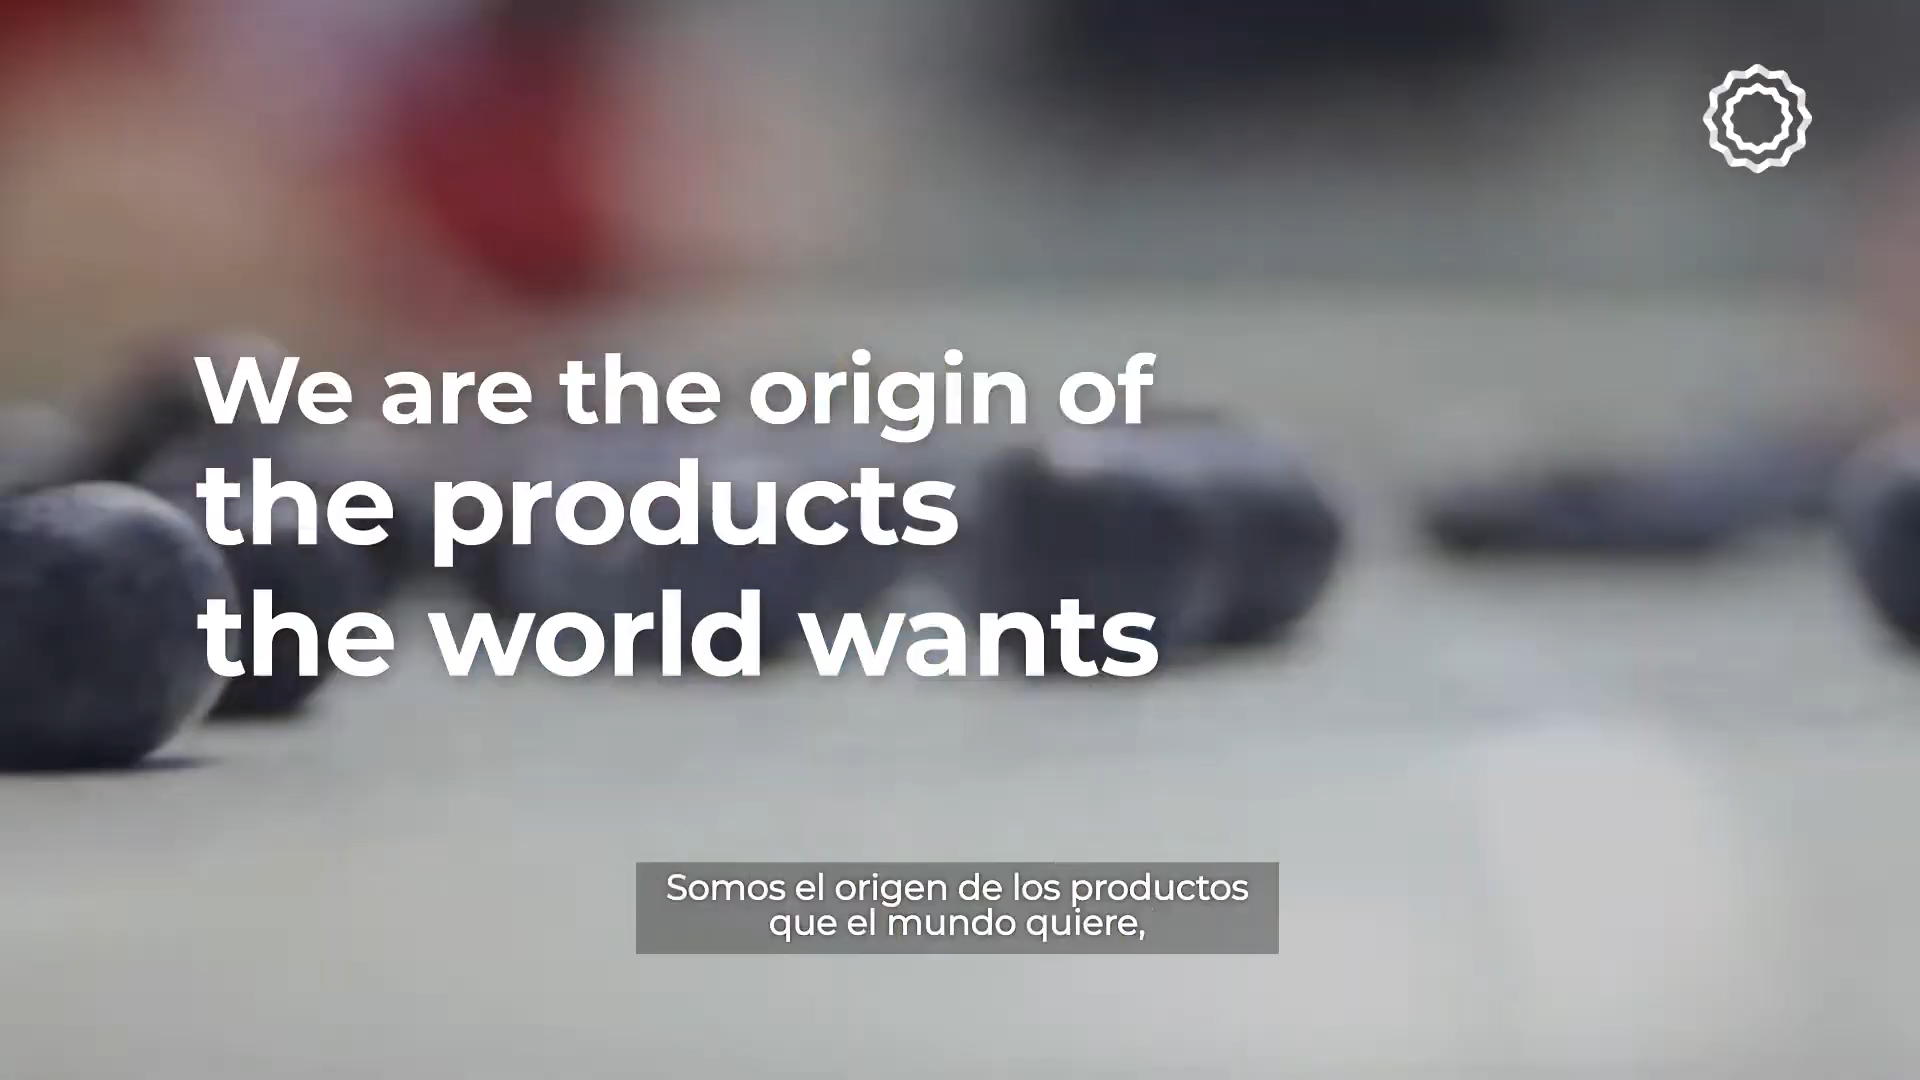 We are the origin of
the products
the world wants
Somos el origen de los productos
que el mundo quiere,